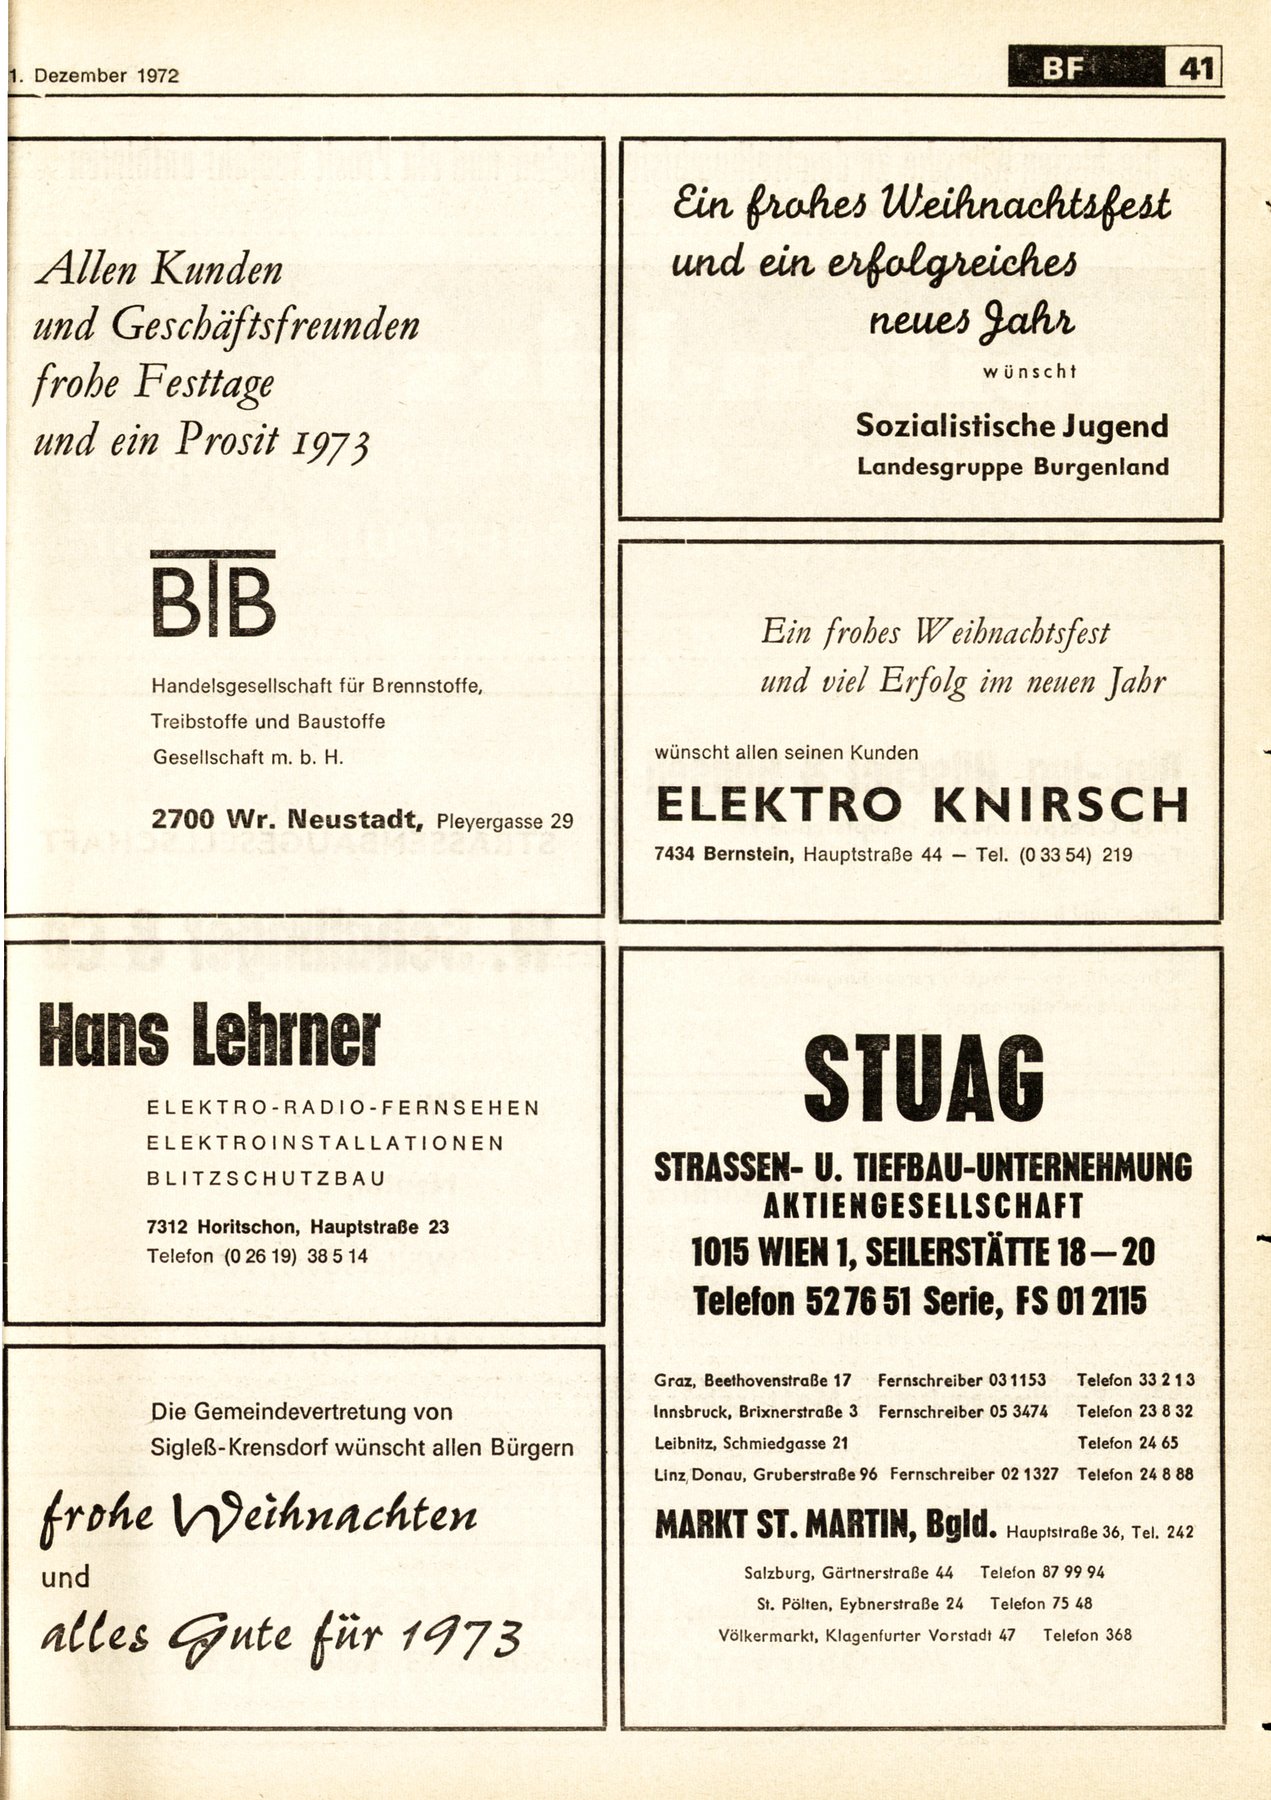 1. Dezember 1972
BF 41
Allen Kunden
und Geschäftsfreunden
frohe Festtage
und ein Prosit 1973
BTB
Handelsgesellschaft für Brennstoffe,
Treibstoffe und Baustoffe
Gesellschaft m. b. H.
2700 Wr. Neustadt, Pleyergasse 29
Hans Lehrner
ELEKTRO-RADIO-FERNSEHEN
ELEKTROINSTALLATIONEN
BLITZSCHUTZBAU
7312 Horitschon, Hauptstraße 23
Telefon (0 26 19) 38 5 14
Die Gemeindevertretung von
Sigleß-Krensdorf wünscht allen Bürgern
frohe Weihnachten
und
alles Gute für 1973
Ein frohes Weihnachtsfest
und ein erfolgreiches
neues Jahr
wünscht
Sozialistische Jugend
Landesgruppe Burgenland
Ein frohes Weihnachtsfest
und viel Erfolg im neuen Jahr
wünscht allen seinen Kunden
ELEKTRO KNIRSCH
7434 Bernstein, Hauptstraße 44 — Tel. (0 33 54) 219
STUAG
STRASSEN- U. TIEFBAU-UNTERNEHMUNG
AKTIENGESELLSCHAFT
1015 WIEN 1, SEILERSTÄTTE 18—20
Telefon 52 76 51 Serie, FS 01 2115
Graz, Beethovenstraße 17 Fernschreiber 03 1153 Telefon 33 2 13
Innsbruck, Brixnerstraße 3 Fernschreiber 05 3474 Telefon 23 8 32
Leibnitz, Schmiedgasse 21 Telefon 24 65
Linz/Donau, Gruberstraße 96 Fernschreiber 02 1327 Telefon 24 8 88
MARKT ST. MARTIN, Bgld. Hauptstraße 36, Tel. 242
Salzburg, Gärtnerstraße 44 Telefon 87 99 94
St. Pölten, Eybnerstraße 24 Telefon 75 48
Völkermarkt, Klagenfurter Vorstadt 47 Telefon 368